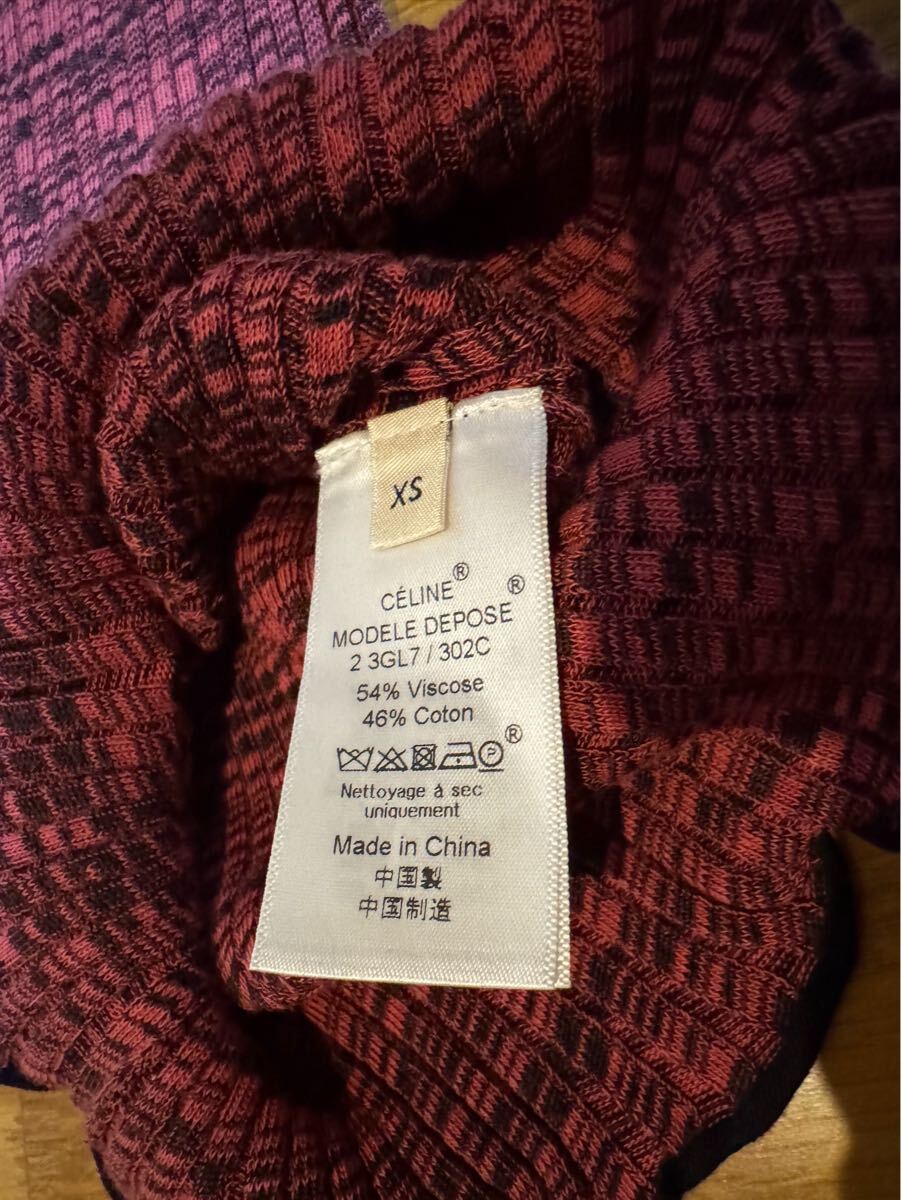 XS
CÉLINE®
MODELE DEPOSE®
2 3GL7 / 302C
54% Viscose
46% Coton
P ®
Nettoyage à sec
uniquement
Made in China
中国製
中国制造